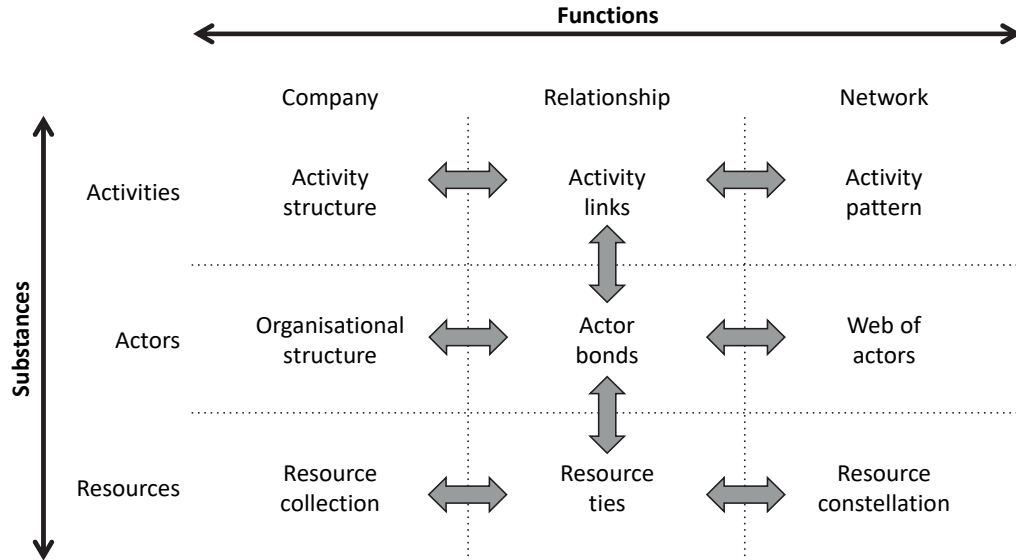 Functions
Company Relationship Network
Substances
Activities
Activity structure
Activity links
Activity pattern
Actors
Organisational structure
Actor bonds
Web of actors
Resources
Resource collection
Resource ties
Resource constellation